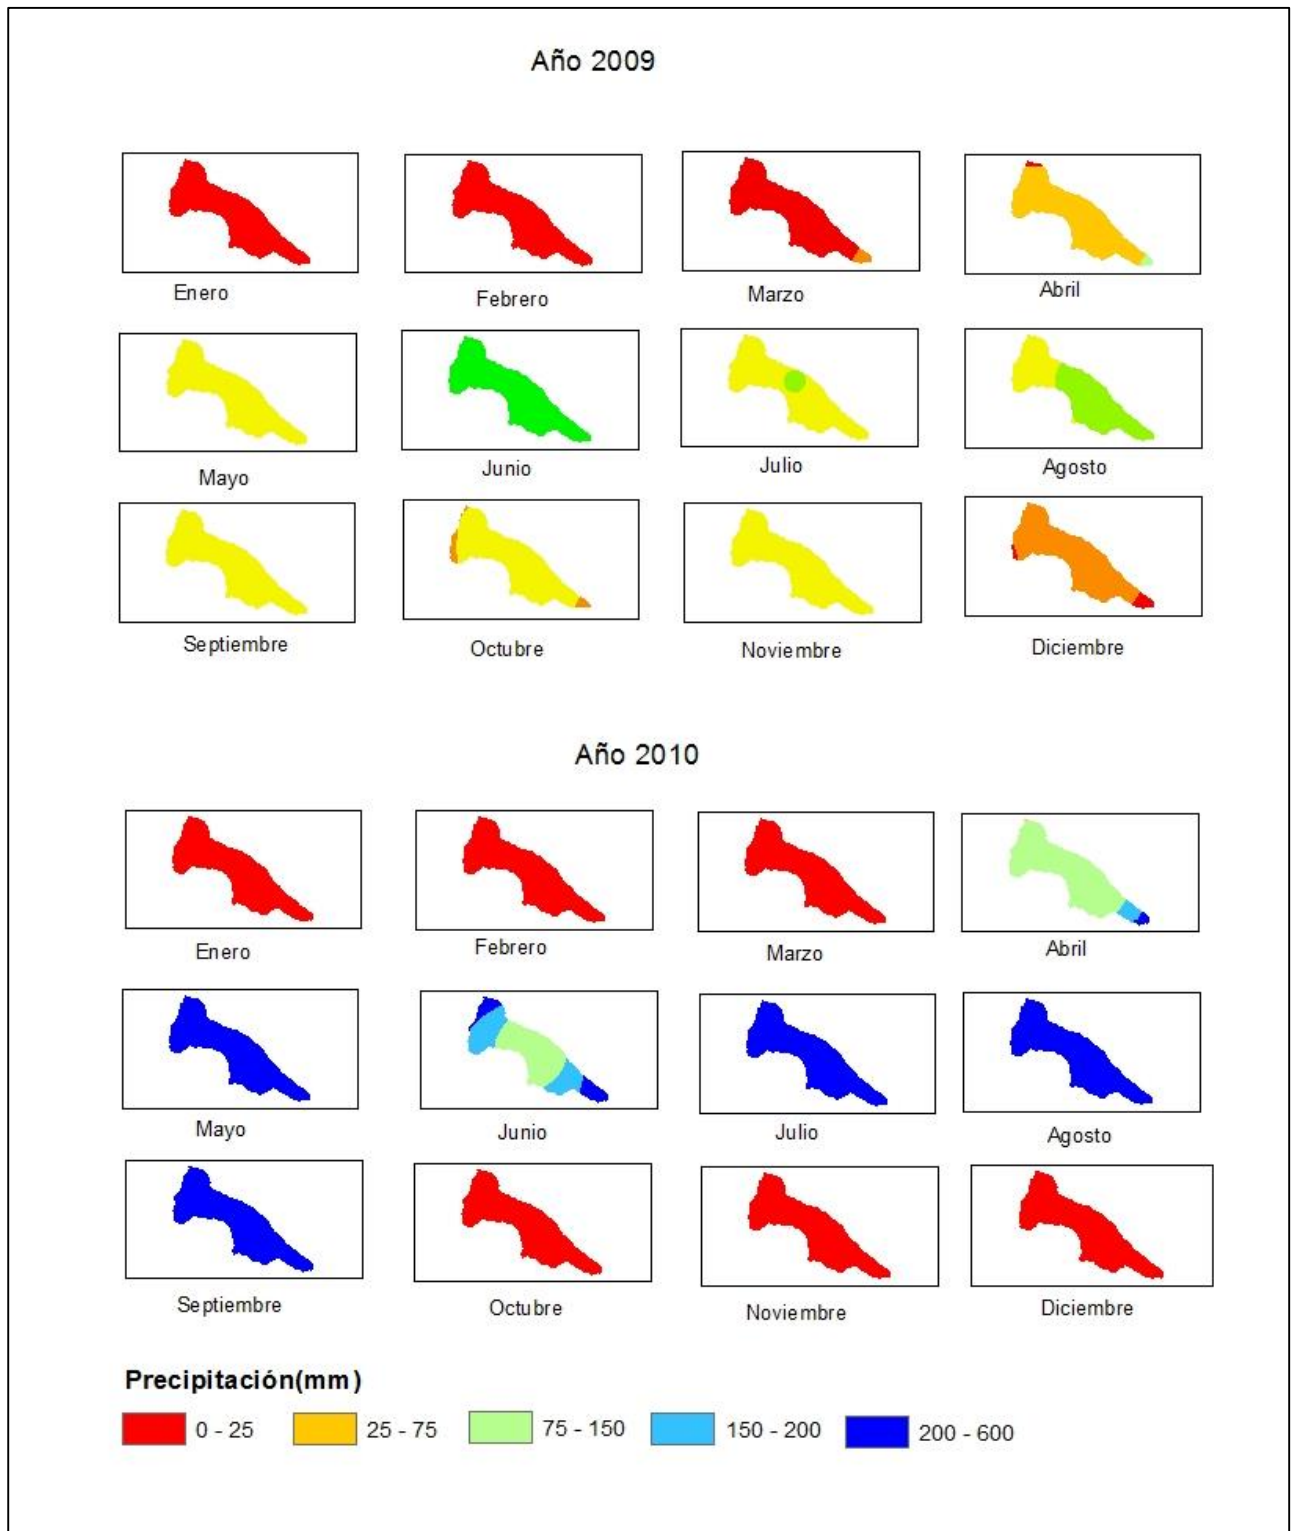 Año 2009
Enero
Febrero
Marzo
Abril
Mayo
Junio
Julio
Agosto
Septiembre
Octubre
Noviembre
Diciembre
Año 2010
Enero
Febrero
Marzo
Abril
Mayo
Junio
Julio
Agosto
Septiembre
Octubre
Noviembre
Diciembre
Precipitación(mm)
0 - 25
25 - 75
75 - 150
150 - 200
200 - 600